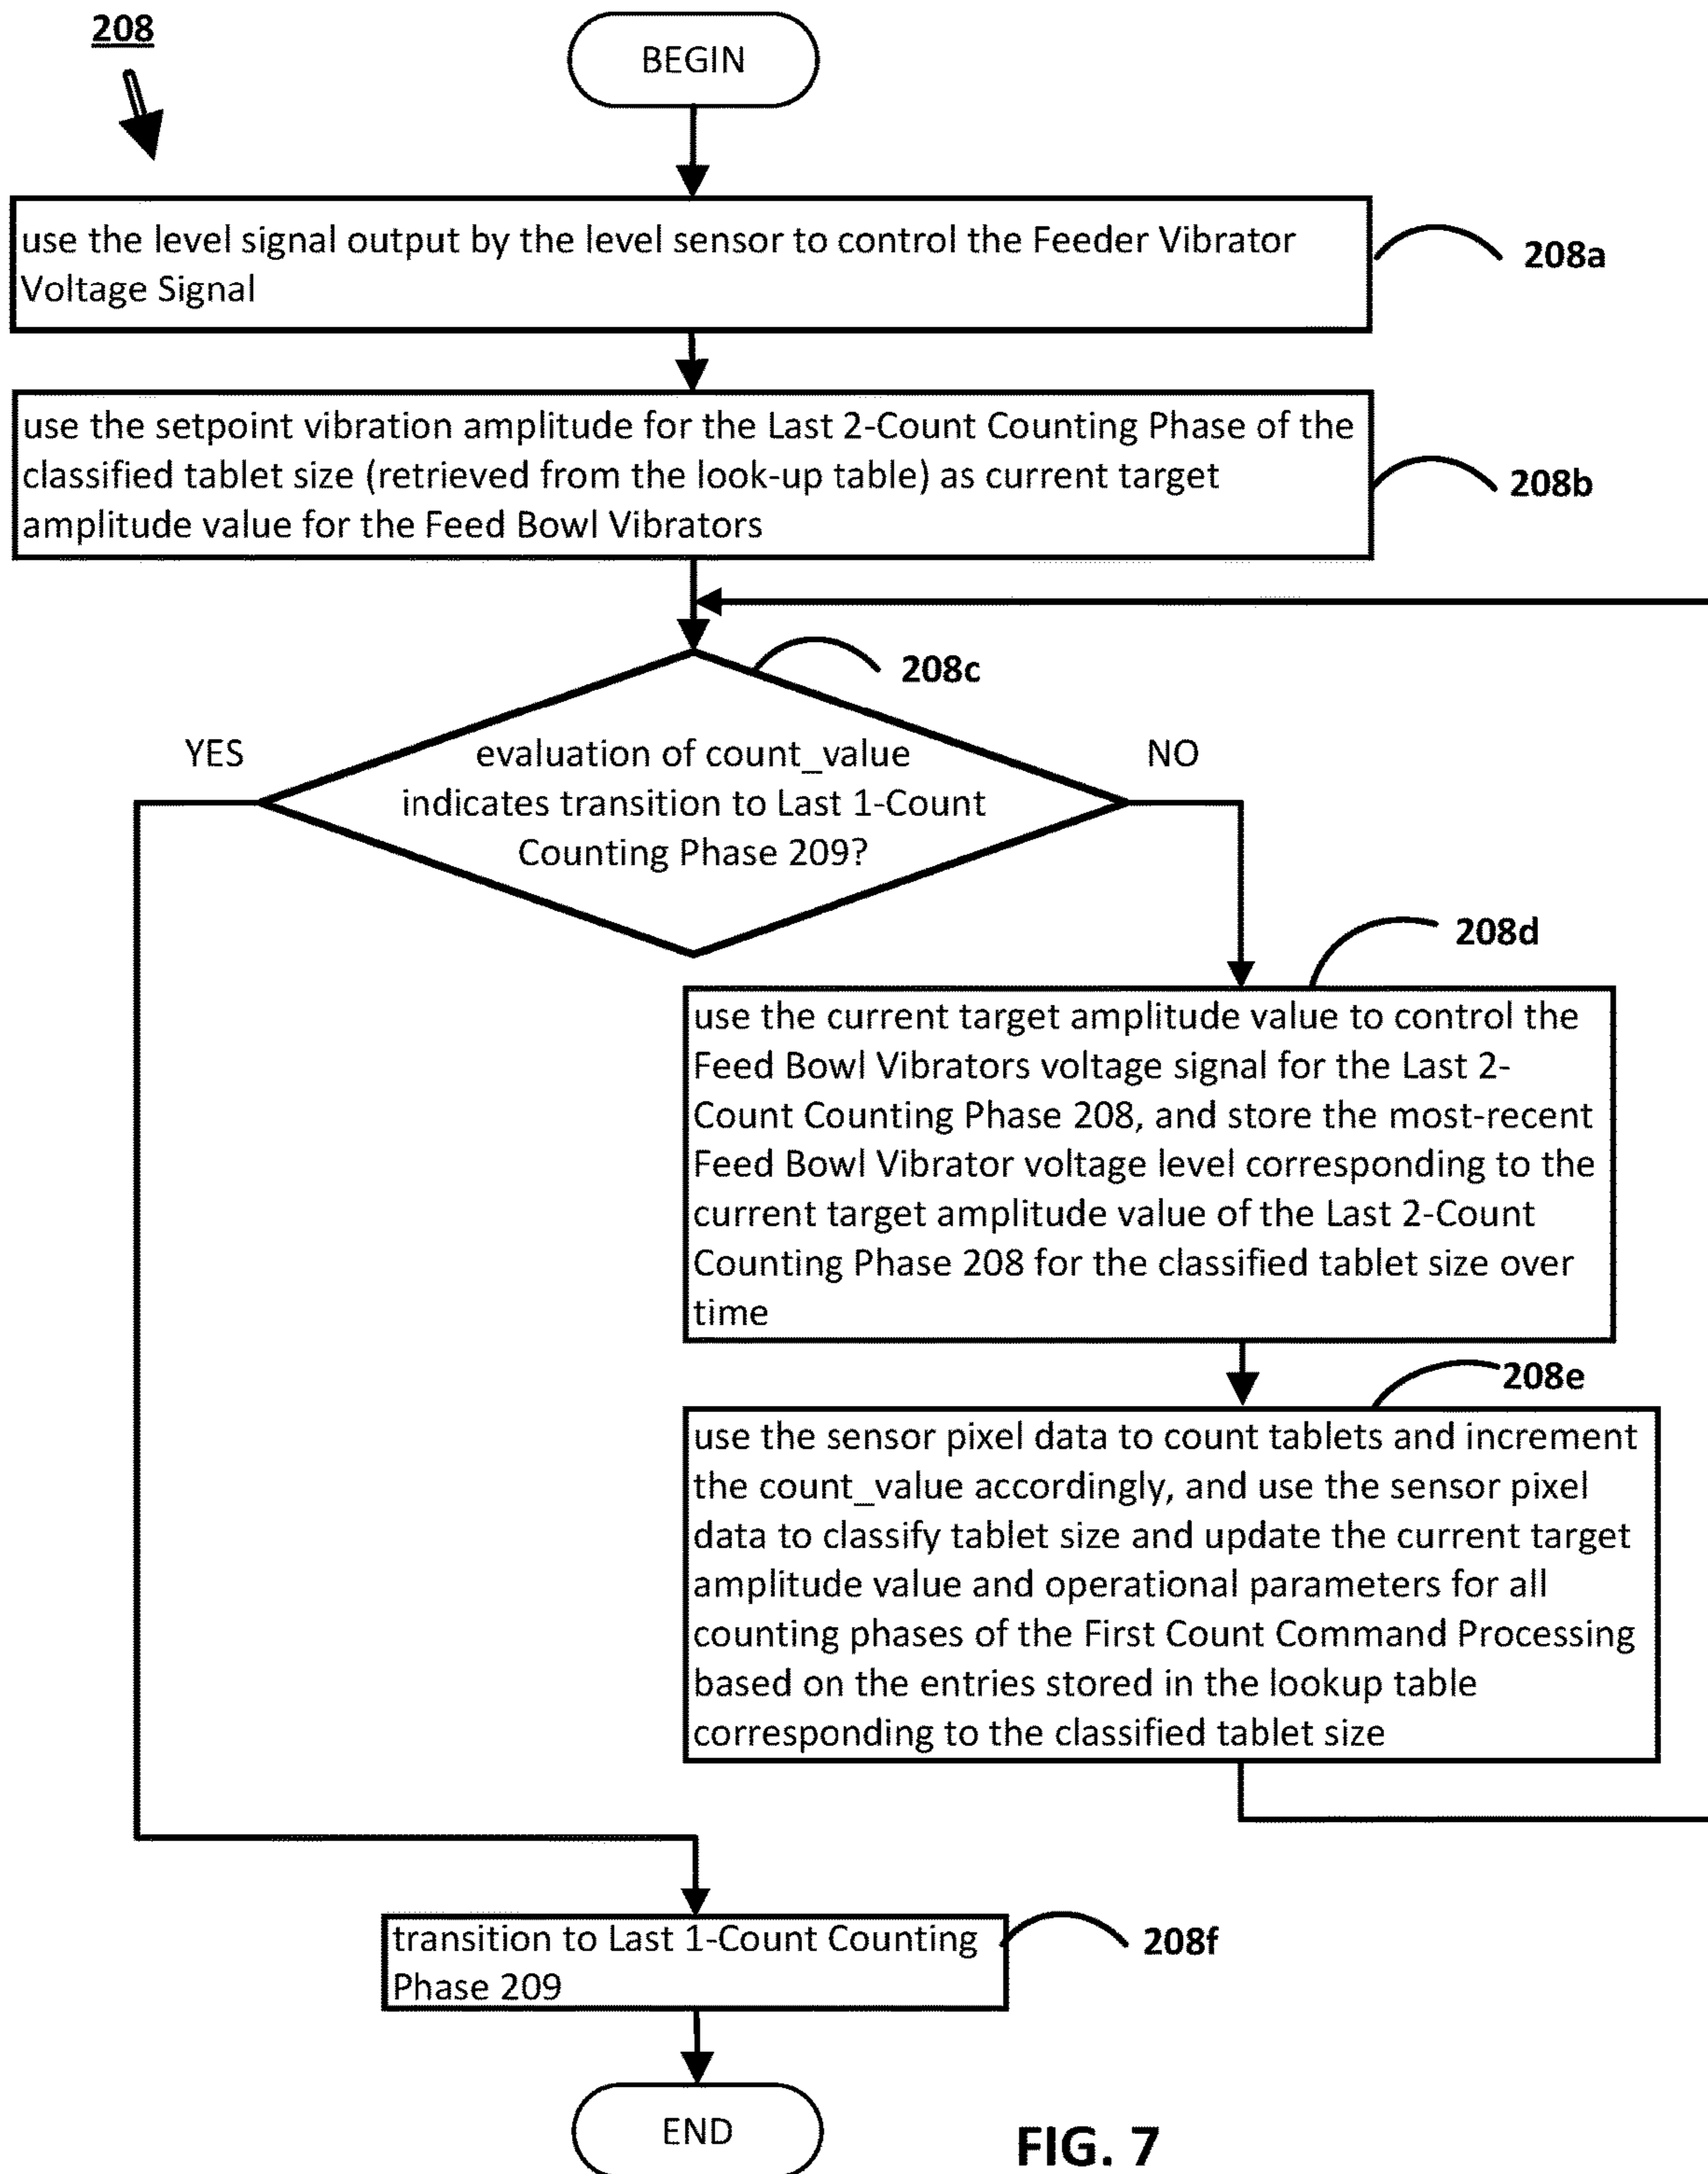 208
BEGIN
use the level signal output by the level sensor to control the Feeder Vibrator
Voltage Signal
208a
use the setpoint vibration amplitude for the Last 2-Count Counting Phase of the
classified tablet size (retrieved from the look-up table) as current target
amplitude value for the Feed Bowl Vibrators
208b
208c
YES
evaluation of count_value
indicates transition to Last 1-Count
Counting Phase 209?
NO
208d
use the current target amplitude value to control the
Feed Bowl Vibrators voltage signal for the Last 2-
Count Counting Phase 208, and store the most-recent
Feed Bowl Vibrator voltage level corresponding to the
current target amplitude value of the Last 2-Count
Counting Phase 208 for the classified tablet size over
time
208e
use the sensor pixel data to count tablets and increment
the count_value accordingly, and use the sensor pixel
data to classify tablet size and update the current target
amplitude value and operational parameters for all
counting phases of the First Count Command Processing
based on the entries stored in the lookup table
corresponding to the classified tablet size
transition to Last 1-Count Counting
Phase 209
208f
END
FIG. 7